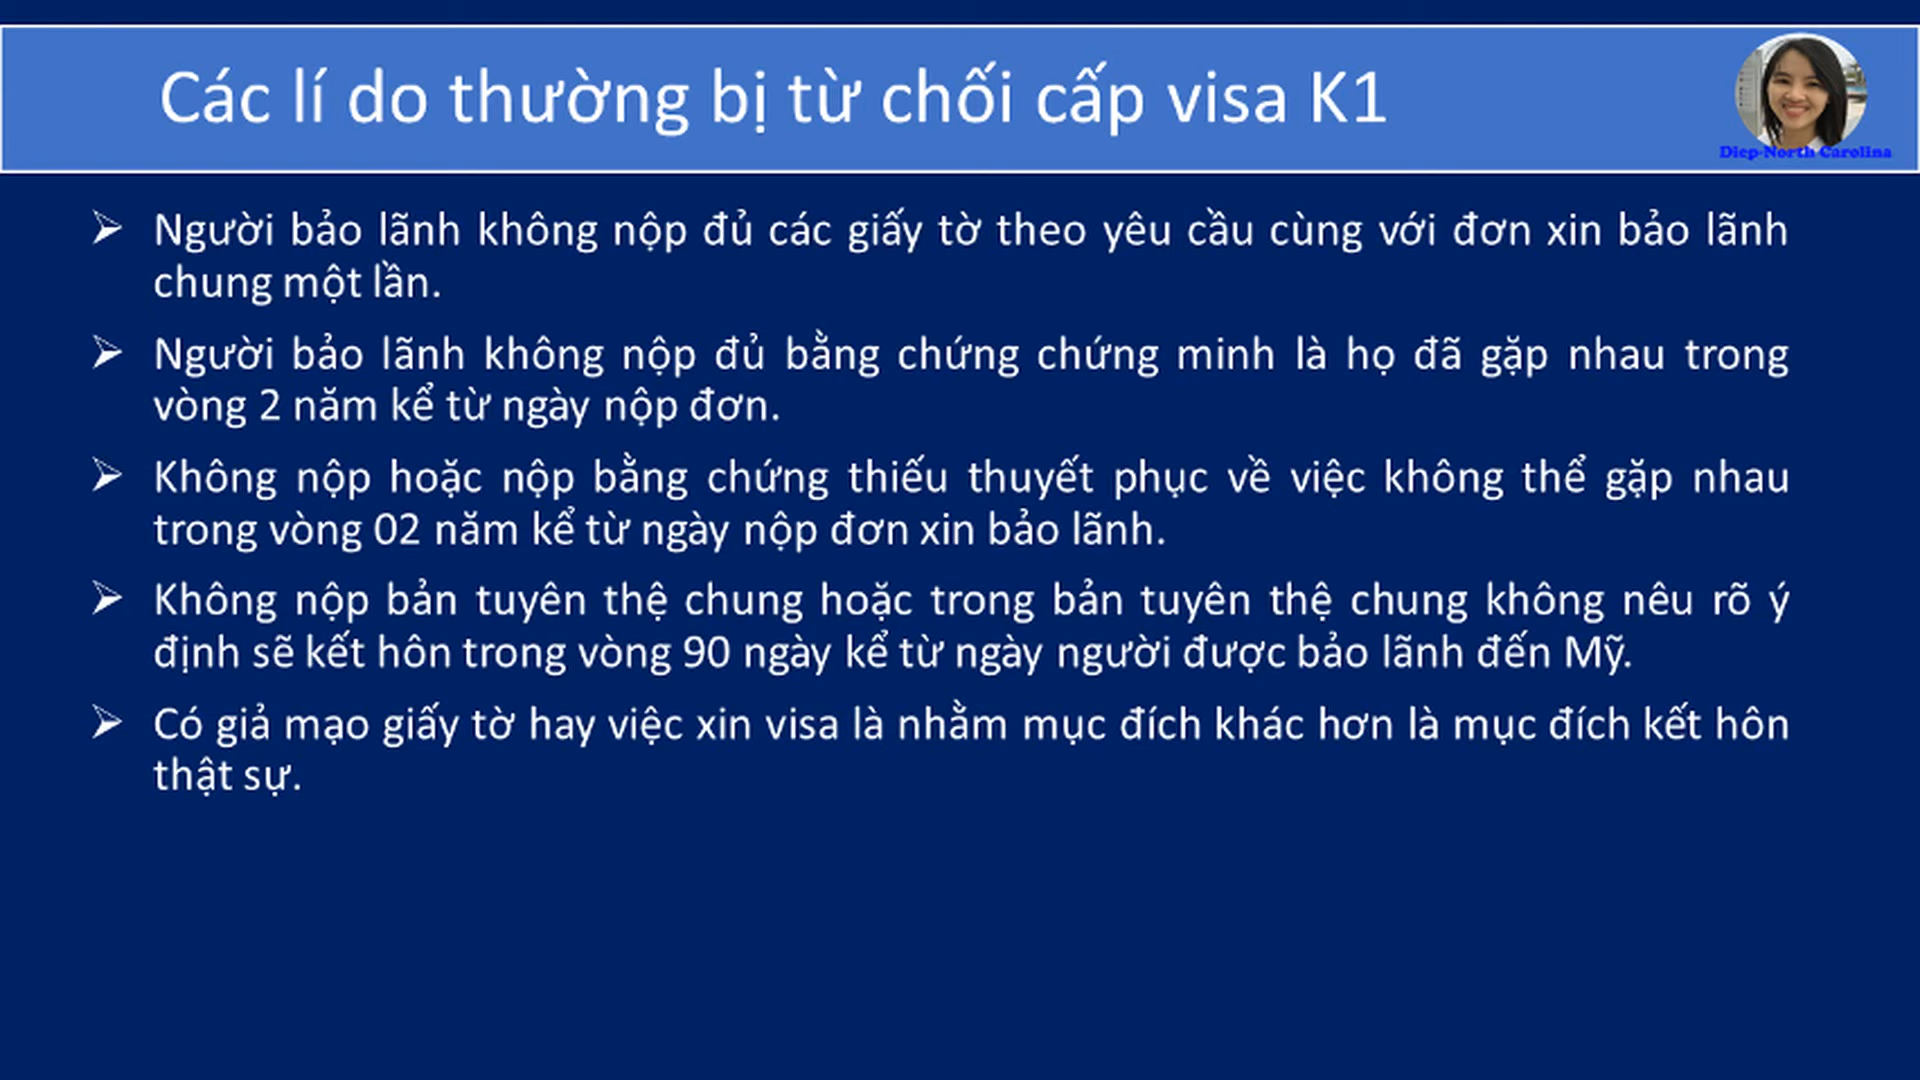 Các lí do thường bị từ chối cấp visa K1
Diep-North Carolina
Người bảo lãnh không nộp đủ các giấy tờ theo yêu cầu cùng với đơn xin bảo lãnh
chung một lần.
Người bảo lãnh không nộp đủ bằng chứng chứng minh là họ đã gặp nhau trong
vòng 2 năm kể từ ngày nộp đơn.
Không nộp hoặc nộp bằng chứng thiếu thuyết phục về việc không thể gặp nhau
trong vòng 02 năm kể từ ngày nộp đơn xin bảo lãnh.
Không nộp bản tuyên thệ chung hoặc trong bản tuyên thệ chung không nêu rõ ý
định sẽ kết hôn trong vòng 90 ngày kể từ ngày người được bảo lãnh đến Mỹ.
Có giả mạo giấy tờ hay việc xin visa là nhằm mục đích khác hơn là mục đích kết hôn
thật sự.